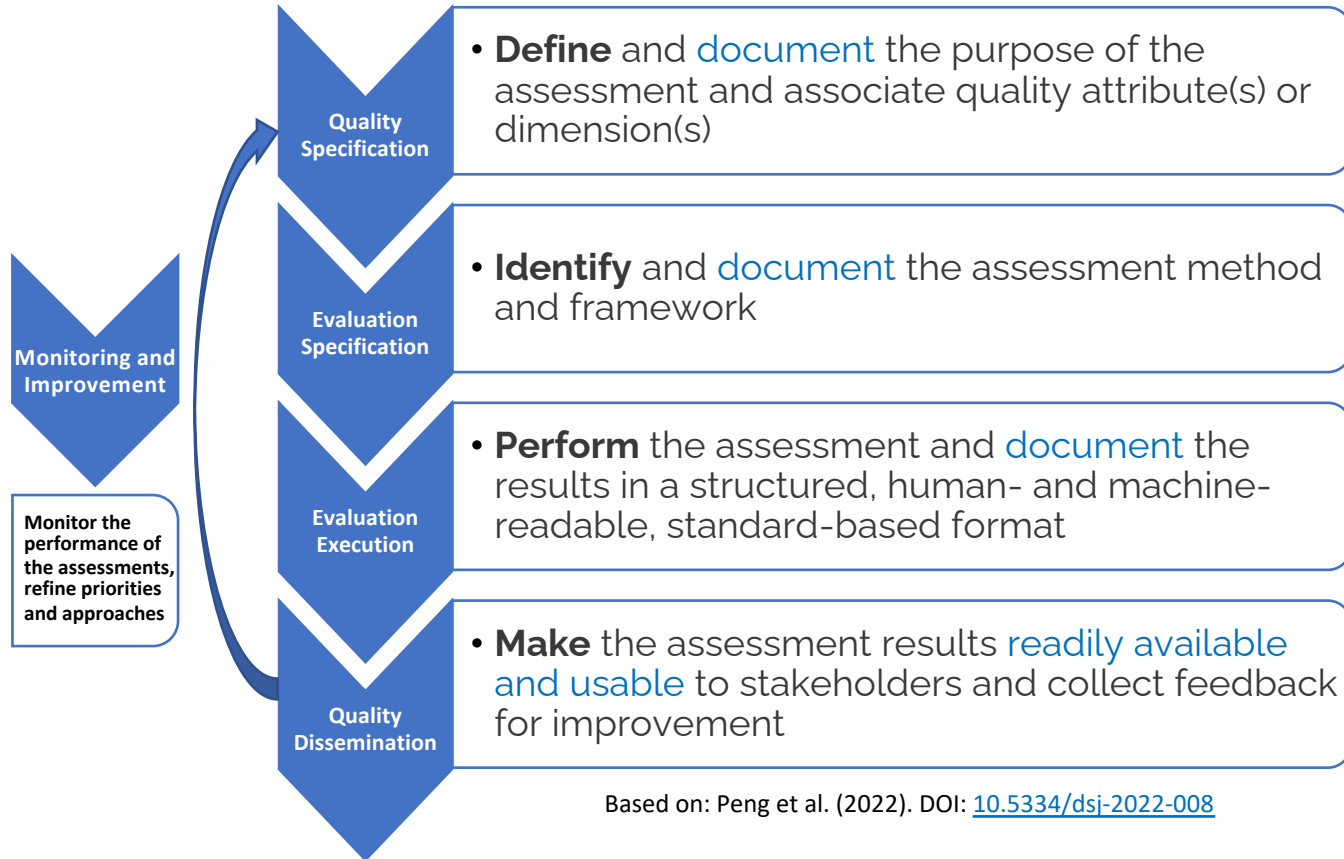 Quality
Specification
• Define and document the purpose of the
assessment and associate quality attribute(s) or
dimension(s)
Evaluation
Specification
• Identify and document the assessment method
and framework
Monitoring and
Improvement
Monitor the
performance of
the assessments,
refine priorities
and approaches
Evaluation
Execution
• Perform the assessment and document the
results in a structured, human- and machine-
readable, standard-based format
Quality
Dissemination
• Make the assessment results readily available
and usable to stakeholders and collect feedback
for improvement
Based on: Peng et al. (2022). DOI: 10.5334/dsj-2022-008